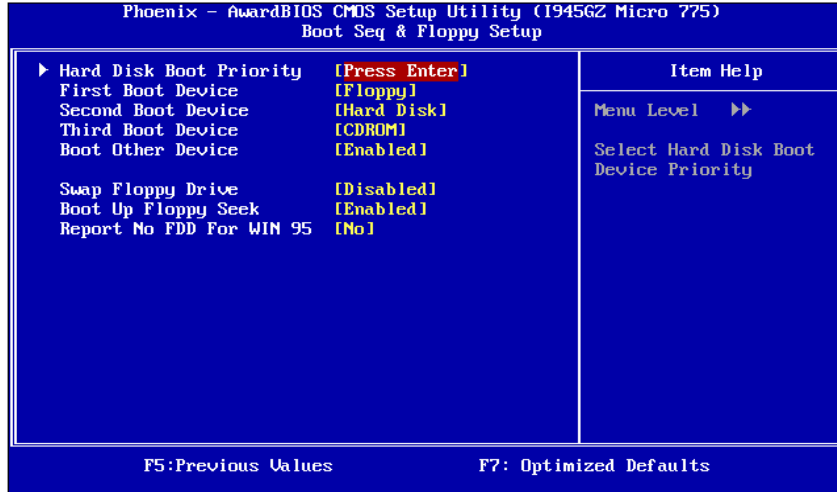 Phoenix - AwardBIOS CMOS Setup Utility (I945GZ Micro 775)
Boot Seq & Floppy Setup
Hard Disk Boot Priority [Press Enter]
First Boot Device [Floppy]
Second Boot Device [Hard Disk]
Third Boot Device [CDROM]
Boot Other Device [Enabled]
Swap Floppy Drive [Disabled]
Boot Up Floppy Seek [Enabled]
Report No FDD For WIN 95 [No]
Item Help
Menu Level
Select Hard Disk Boot
Device Priority
F5:Previous Values F7: Optimized Defaults